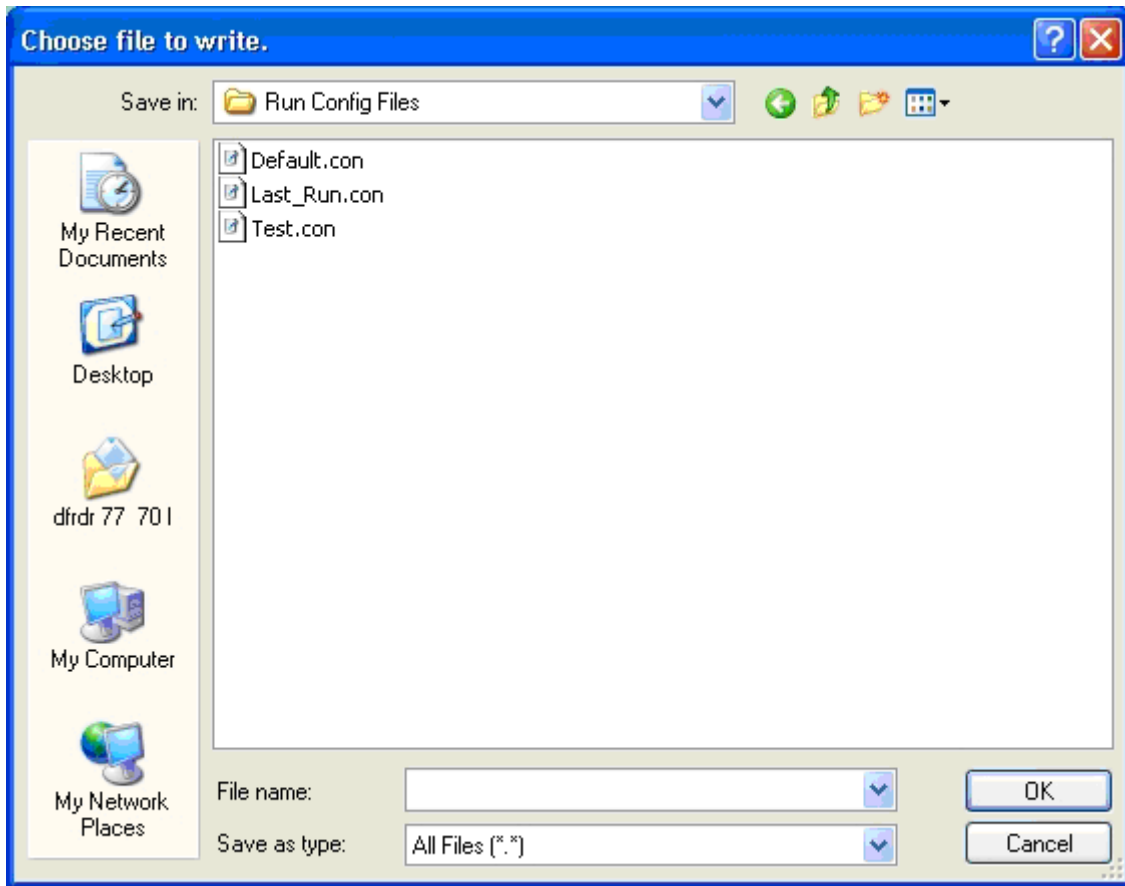 Choose file to write.
Save in:
Run Config Files
Default.con
Last_Run.con
Test.con
My Recent
Documents
Desktop
dfrdr 77 70 l
My Computer
My Network
Places
File name:
OK
Save as type:
All Files (*.*)
Cancel